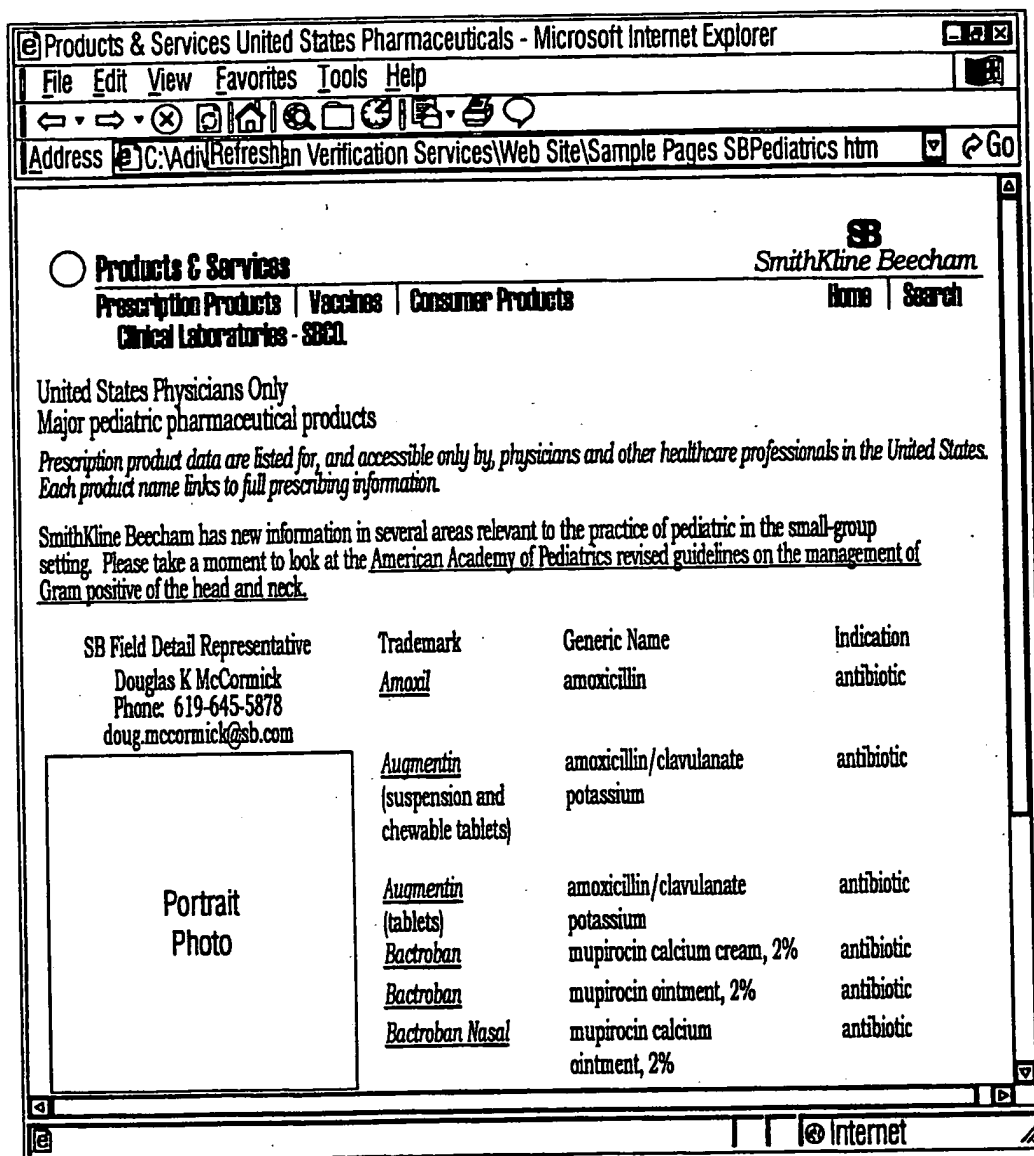 Products & Services United States Pharmaceuticals - Microsoft Internet Explorer
File Edit View Favorites Tools Help
Address C:\Adiv Refresh an Verification Services\Web Site\Sample Pages SBPediatrics htm Go
SB
SmithKline Beecham
Products & Services
Prescription Products | Vaccines | Consumer Products Home | Search
Clinical Laboratories - SBCL
United States Physicians Only
Major pediatric pharmaceutical products
Prescription product data are listed for, and accessible only by, physicians and other healthcare professionals in the United States.
Each product name links to full prescribing information.
SmithKline Beecham has new information in several areas relevant to the practice of pediatric in the small-group
setting. Please take a moment to look at the American Academy of Pediatrics revised guidelines on the management of
Gram positive of the head and neck.
SB Field Detail Representative Trademark Generic Name Indication
Douglas K McCormick Amoxil amoxicillin antibiotic
Phone: 619-645-5878
doug.mccormick@sb.com
Augmentin amoxicillin/clavulanate antibiotic
(suspension and potassium
chewable tablets)
Portrait
Photo
Augmentin amoxicillin/clavulanate antibiotic
(tablets) potassium
Bactroban mupirocin calcium cream, 2% antibiotic
Bactroban mupirocin ointment, 2% antibiotic
Bactroban Nasal mupirocin calcium antibiotic
ointment, 2%
Internet